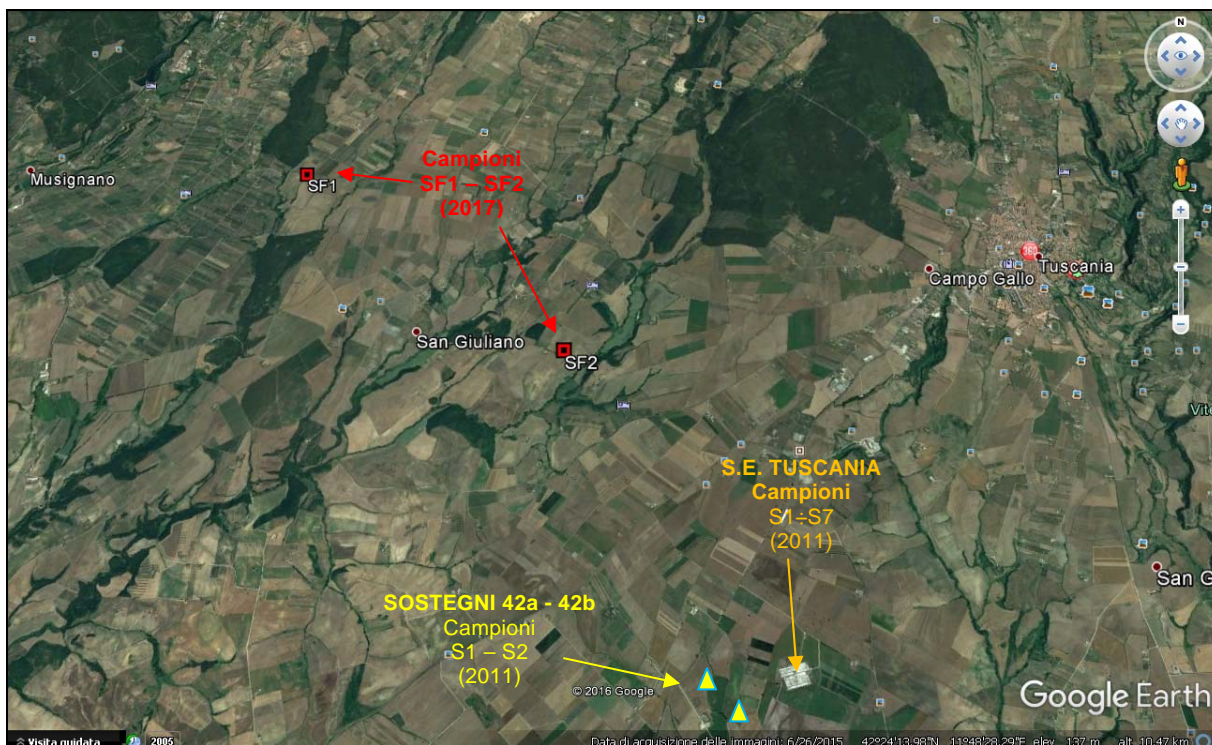 N
Musignano
SF1
Campioni
SF1 – SF2
(2017)
360
Tuscania
Campo Gallo
San Giuliano
SF2
Vite
S.E. TUSCANIA
Campioni
S1÷S7
(2011)
San G
SOSTEGNI 42a - 42b
Campioni
S1 – S2
(2011)
© 2016 Google
Google Earth
Visita guidata
2005
Data di acquisizione delle immagini: 6/26/2015 42°24'13.98"N 11°48'28.29"E elev 137 m alt 10.47 km